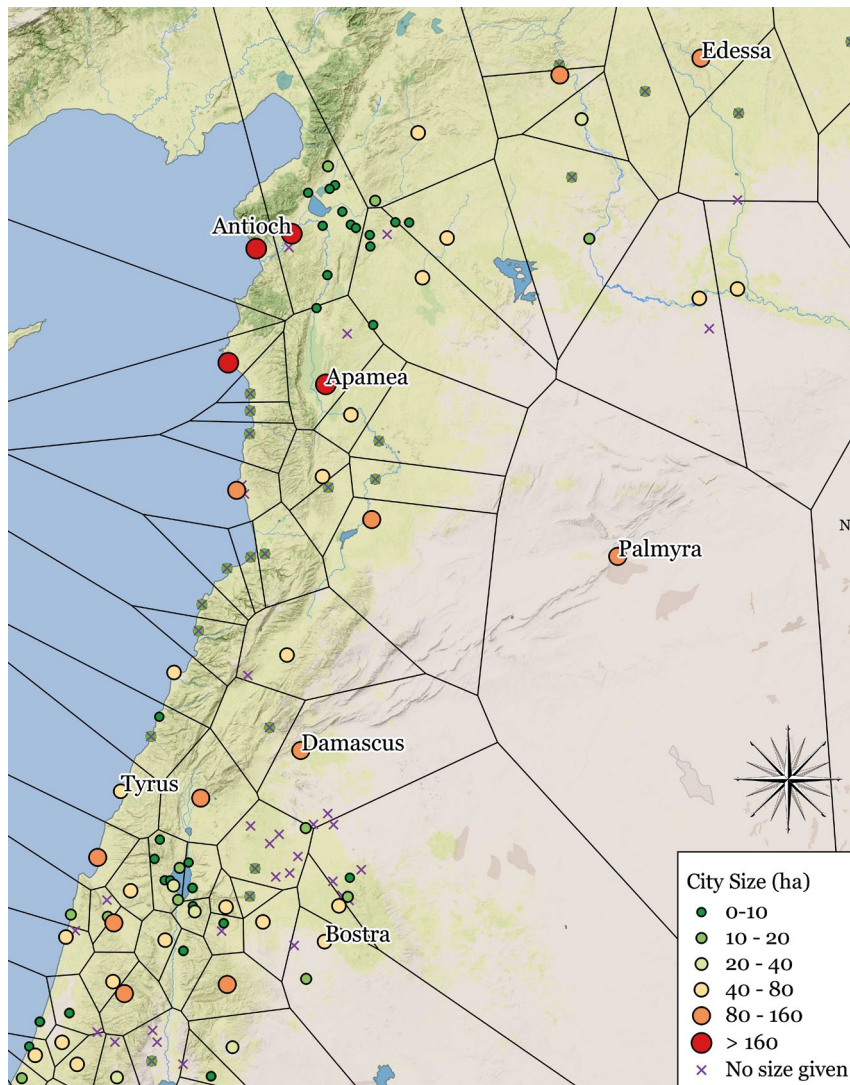 Edessa
Antioch
Apamea
N
Palmyra
Damascus
Tyrus
Bostra
City Size (ha)
0-10
10 - 20
20 - 40
40 - 80
80 - 160
> 160
No size given